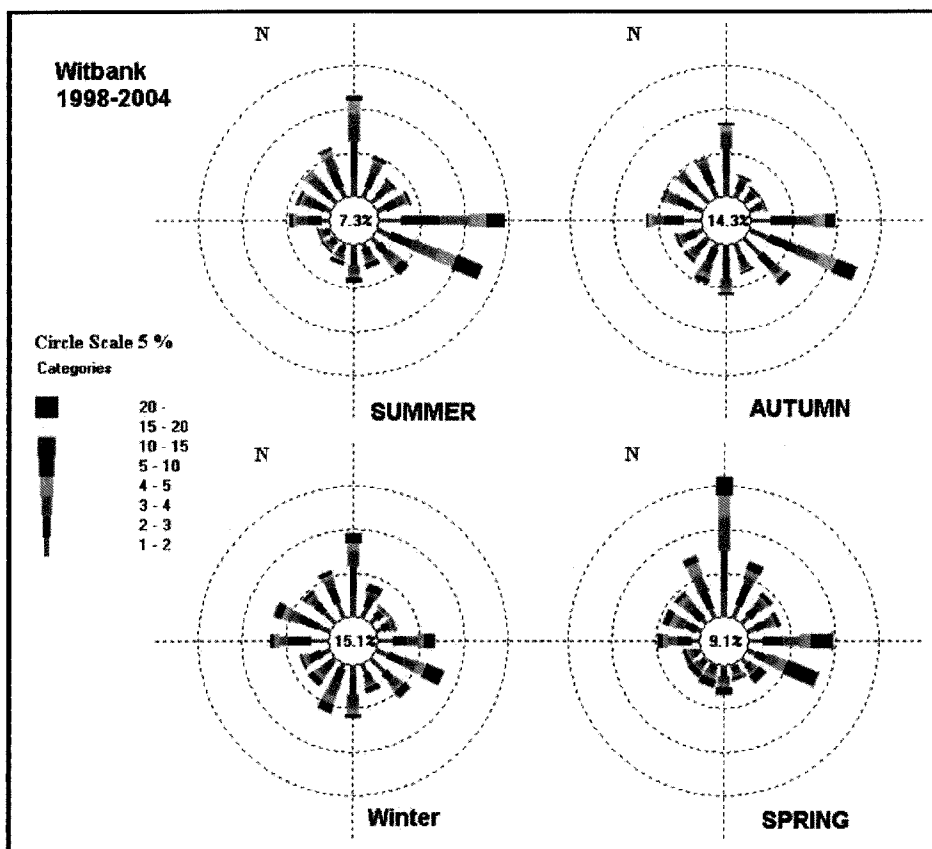 N
N
Witbank
1998-2004
7.3%
14.3%
SUMMER
AUTUMN
Circle Scale 5 %
Categories
20 -
15 - 20
10 - 15
5 - 10
4 - 5
3 - 4
2 - 3
1 - 2
N
N
15.1%
9.1%
Winter
SPRING